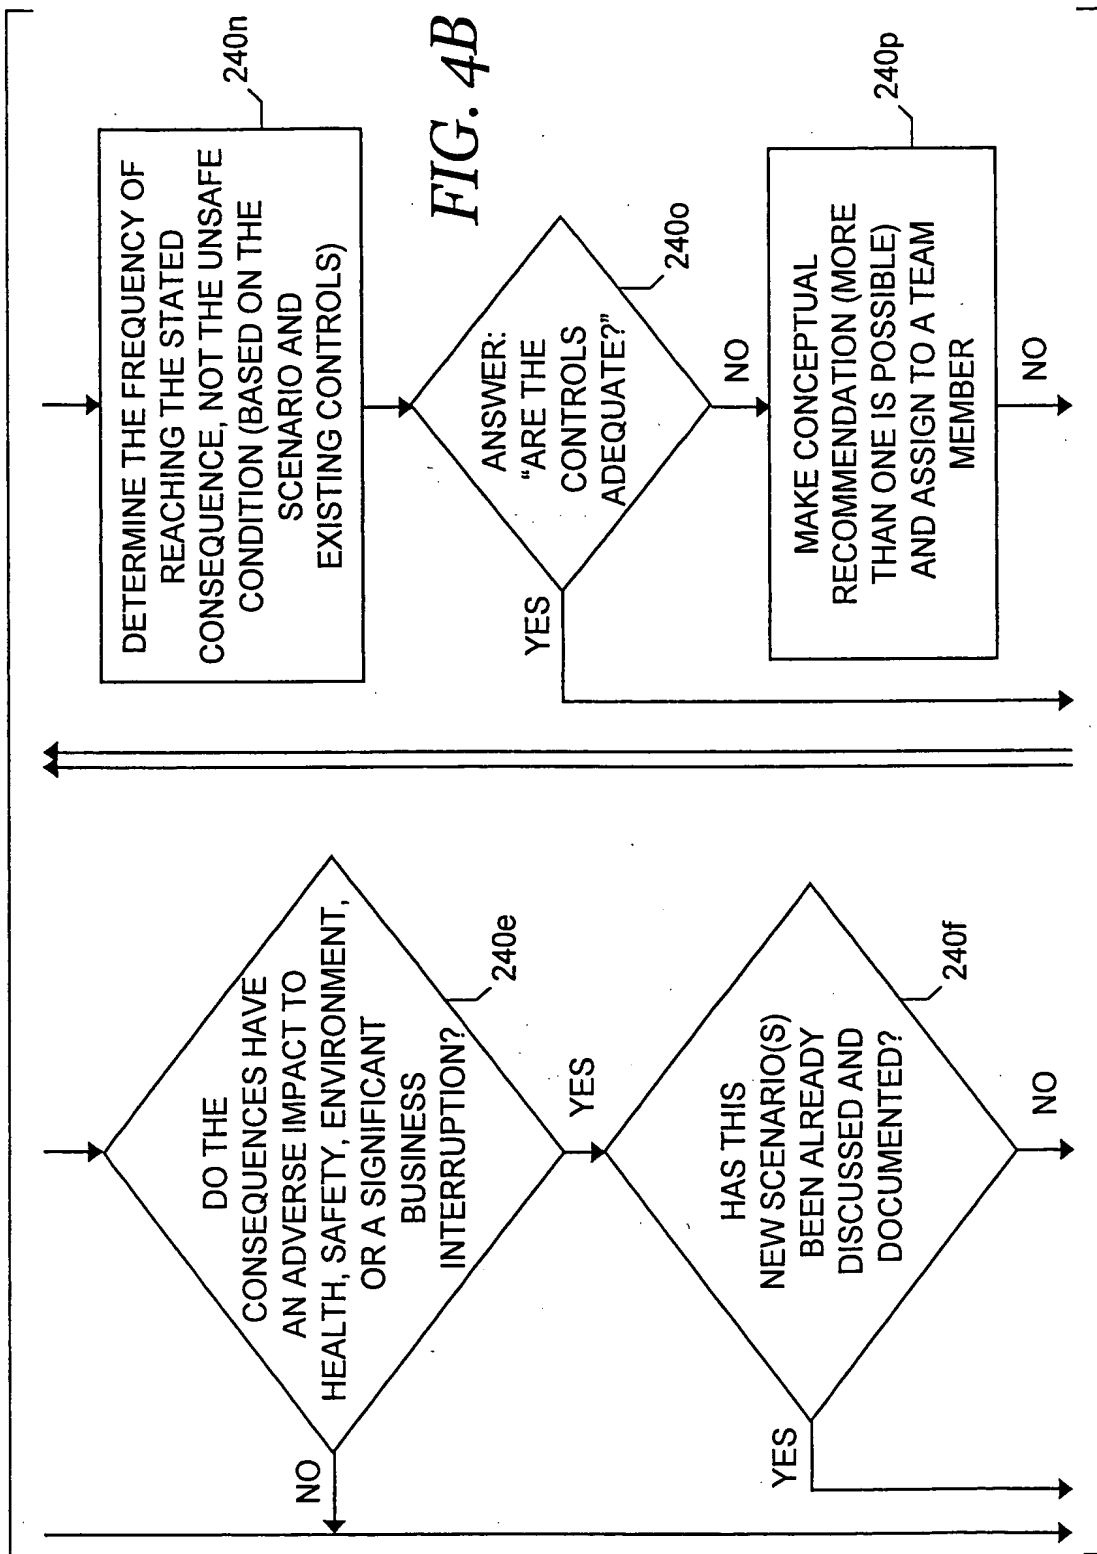 DO THE
CONSEQUENCES HAVE
AN ADVERSE IMPACT TO
HEALTH, SAFETY, ENVIRONMENT,
OR A SIGNIFICANT
BUSINESS
INTERRUPTION?
240e
NO
YES
HAS THIS
NEW SCENARIO(S)
BEEN ALREADY
DISCUSSED AND
DOCUMENTED?
240f
YES
NO
DETERMINE THE FREQUENCY OF
REACHING THE STATED
CONSEQUENCE, NOT THE UNSAFE
CONDITION (BASED ON THE
SCENARIO AND
EXISTING CONTROLS)
240n
ANSWER:
“ARE THE
CONTROLS
ADEQUATE?”
240o
YES
NO
MAKE CONCEPTUAL
RECOMMENDATION (MORE
THAN ONE IS POSSIBLE)
AND ASSIGN TO A TEAM
MEMBER
240p
NO
FIG. 4B